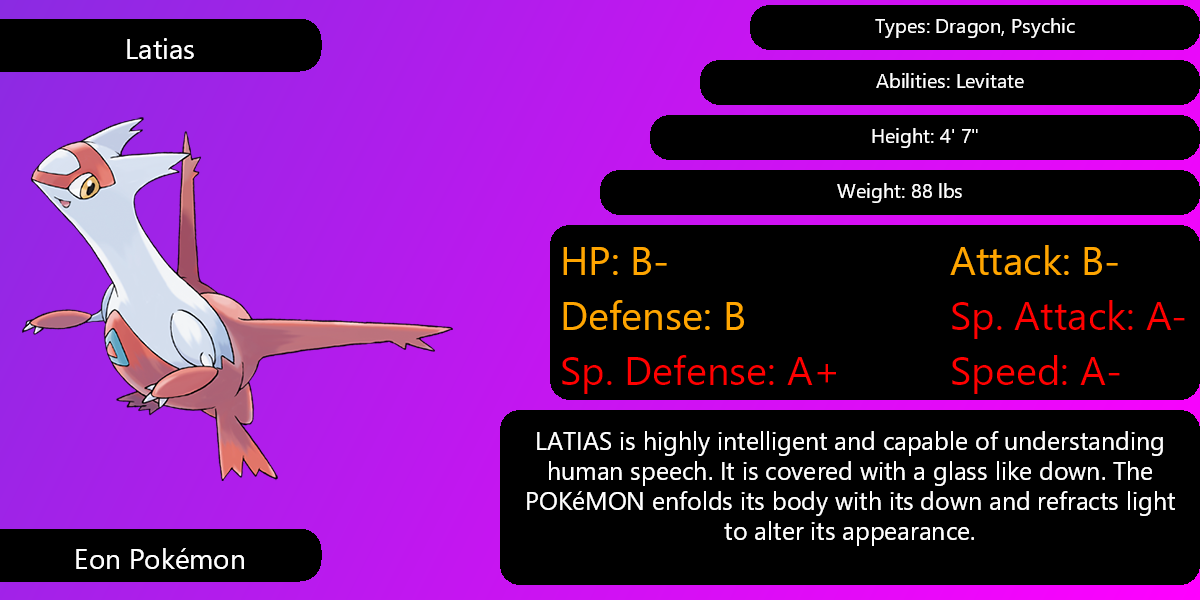 Latias
Types: Dragon, Psychic
Abilities: Levitate
Height: 4' 7"
Weight: 88 lbs
HP: B-
Attack: B-
Defense: B
Sp. Attack: A-
Sp. Defense: A+
Speed: A-
LATIAS is highly intelligent and capable of understanding
human speech. It is covered with a glass like down. The
POKéMON enfolds its body with its down and refracts light
to alter its appearance.
Eon Pokémon